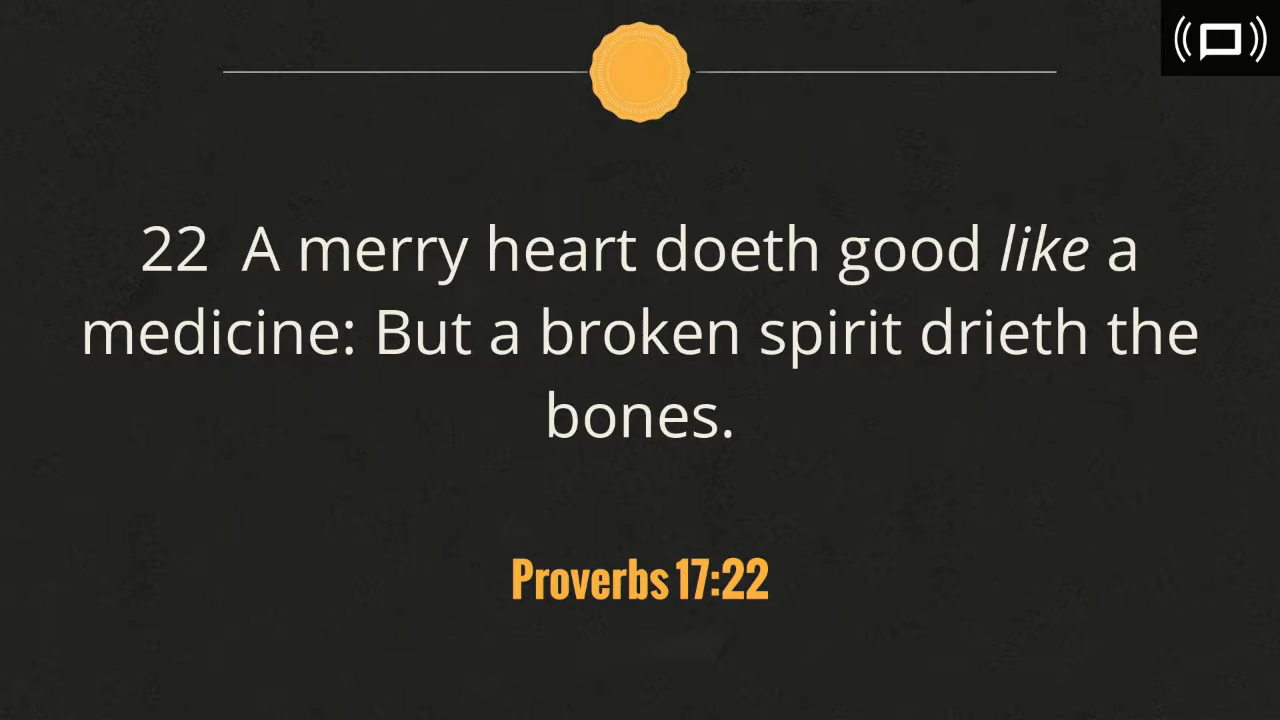 22  A merry heart doeth good like a
medicine: But a broken spirit drieth the
bones.
Proverbs 17:22